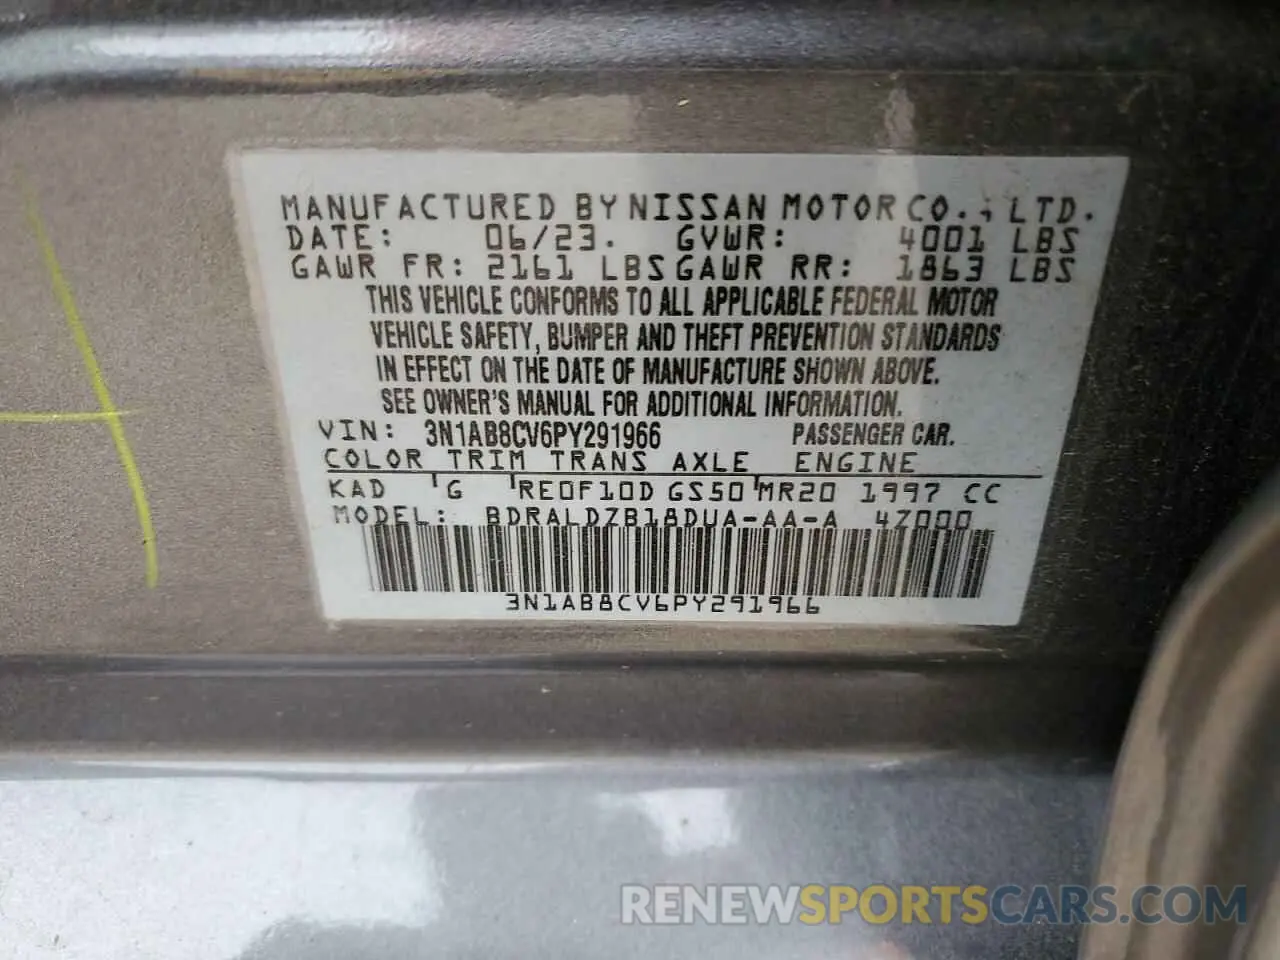 MANUFACTURED BY NISSAN MOTOR CO., LTD.
DATE: 06/23. GVWR: 4001 LBS
GAWR FR: 2161 LBS GAWR RR: 1863 LBS
THIS VEHICLE CONFORMS TO ALL APPLICABLE FEDERAL MOTOR
VEHICLE SAFETY, BUMPER AND THEFT PREVENTION STANDARDS
IN EFFECT ON THE DATE OF MANUFACTURE SHOWN ABOVE.
SEE OWNER'S MANUAL FOR ADDITIONAL INFORMATION.
VIN: 3N1AB8CV6PY291966 PASSENGER CAR.
COLOR TRIM TRANS AXLE ENGINE
KAD G RE0F10D GS50 MR20 1997 CC
MODEL: BDRALDZB18DUA-AA-A 4Z000
3N1AB8CV6PY291966
RENEWSPORTSCARS.COM